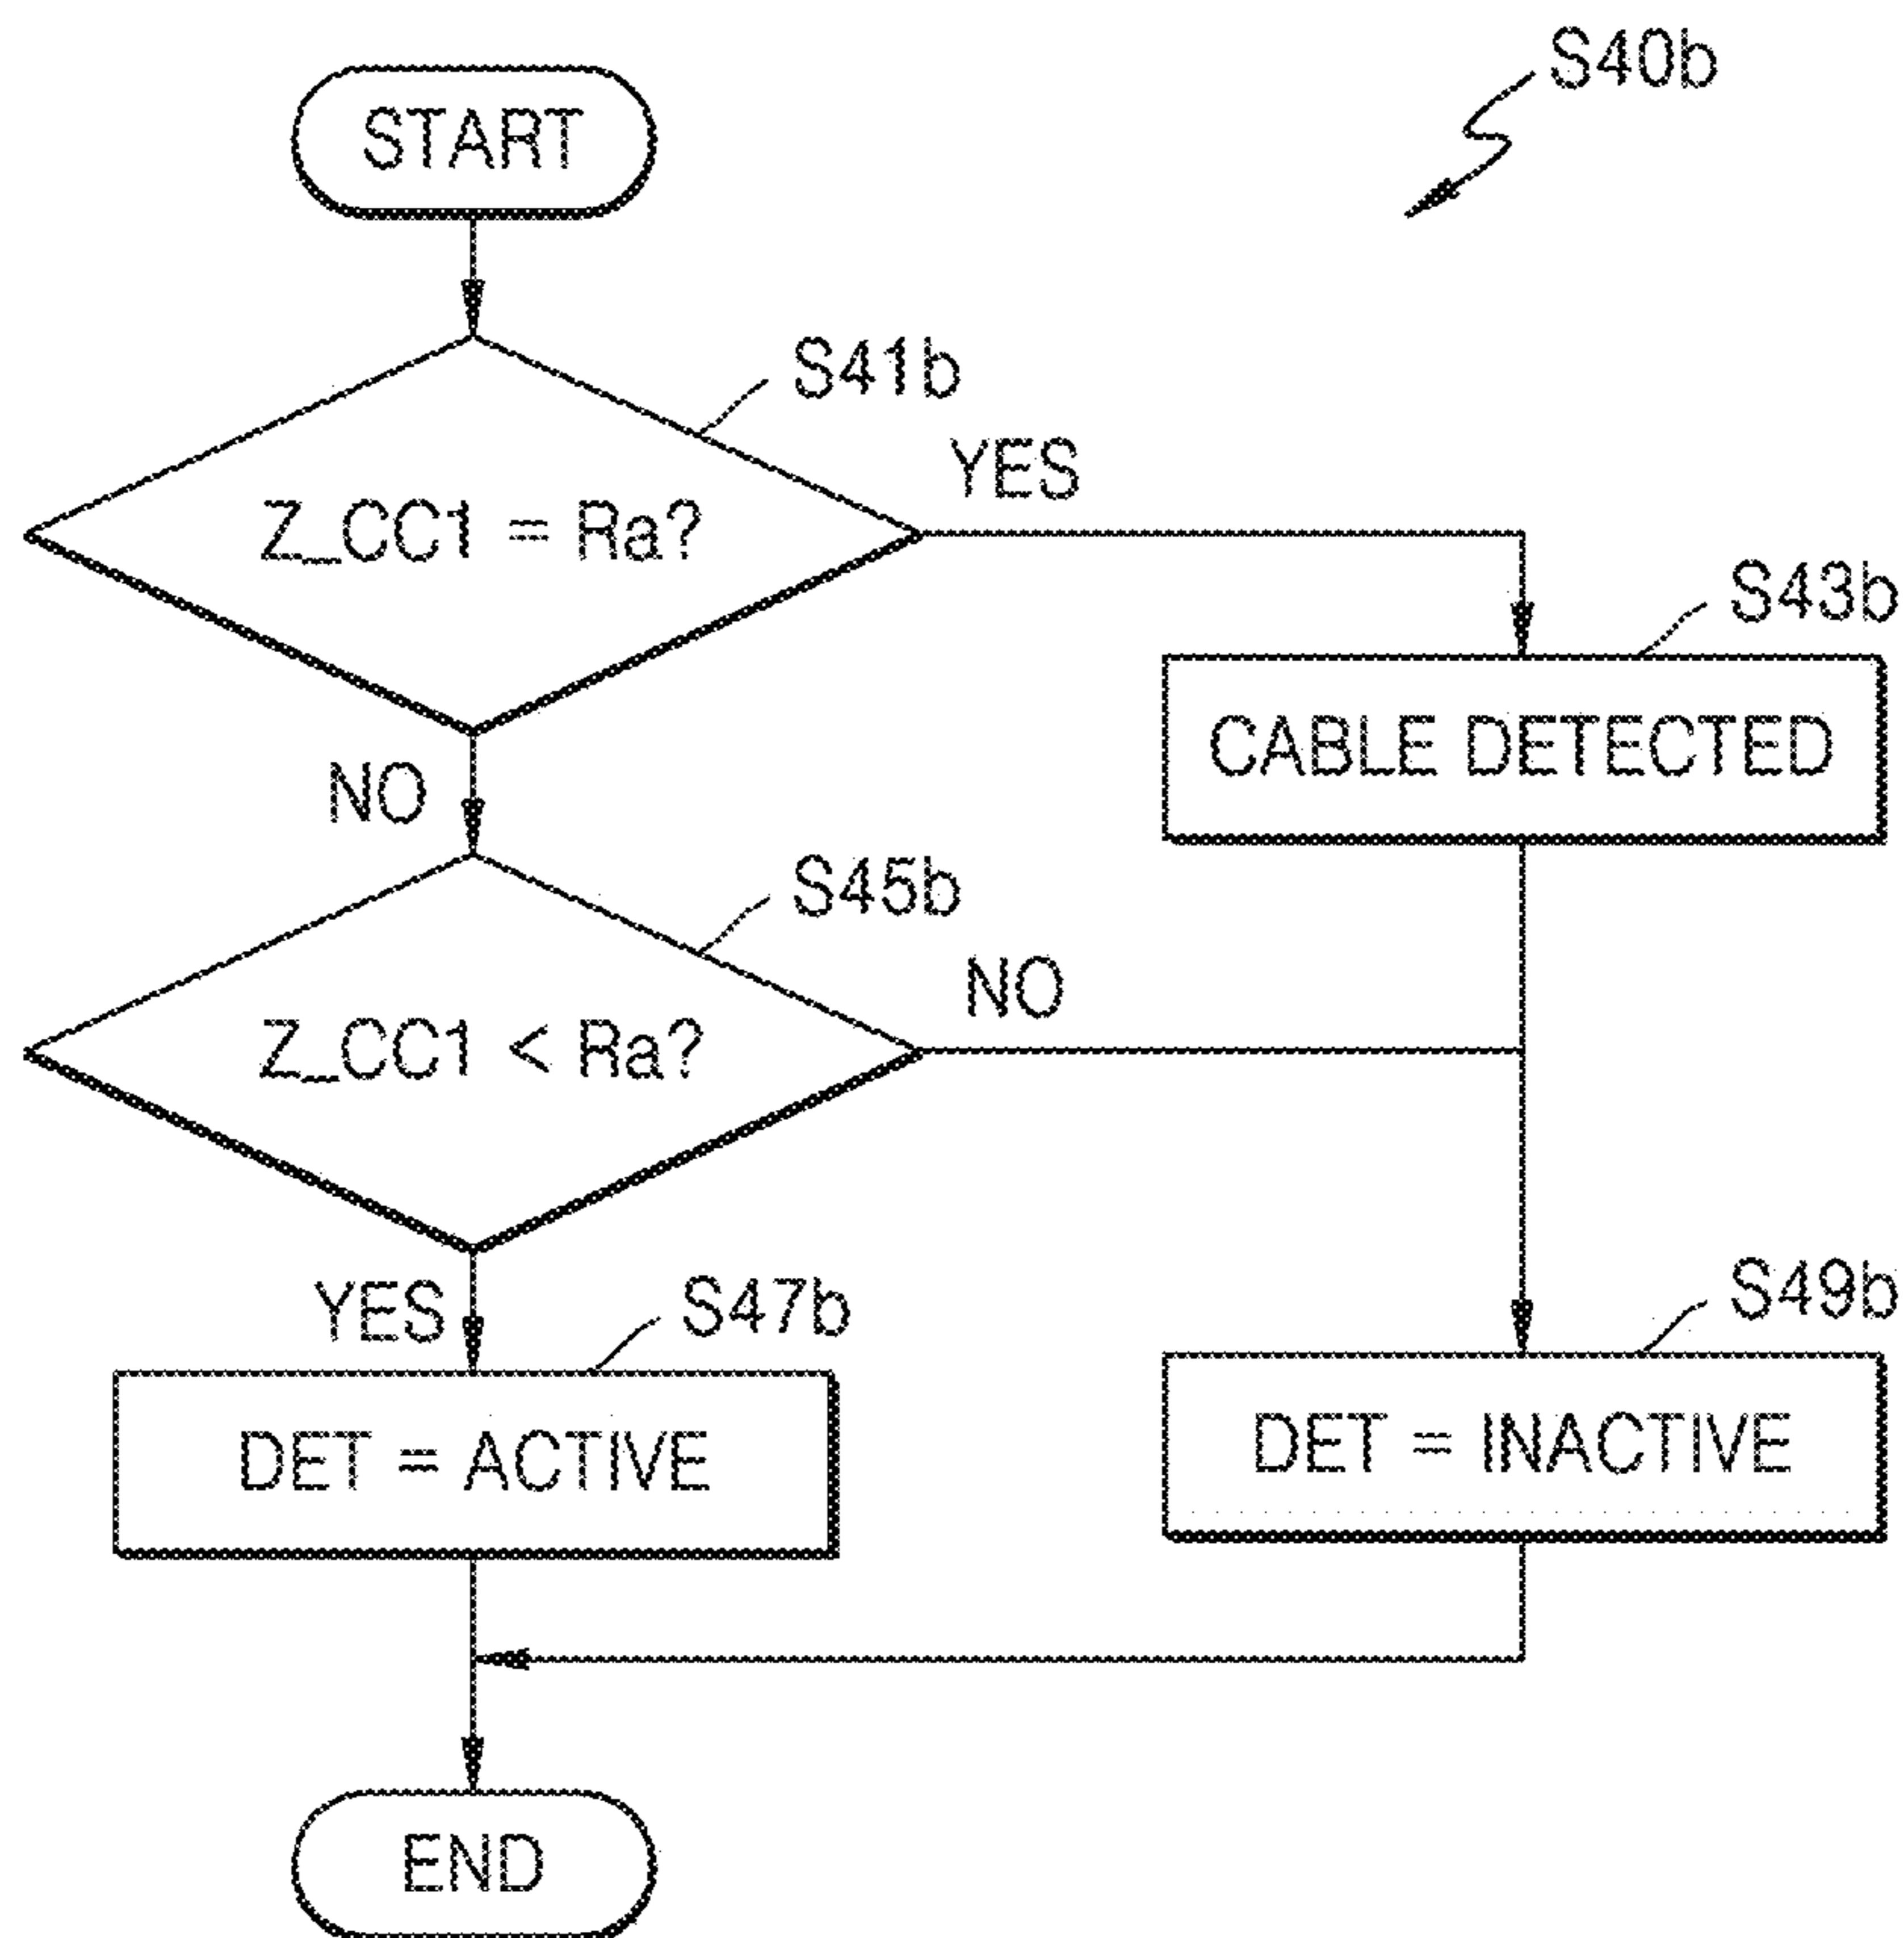 S40b
START
S41b
YES
Z_CC1 = Ra?
S43b
CABLE DETECTED
NO
S45b
NO
Z_CC1 < Ra?
YES
S47b
S49b
DET = ACTIVE
DET = INACTIVE
END